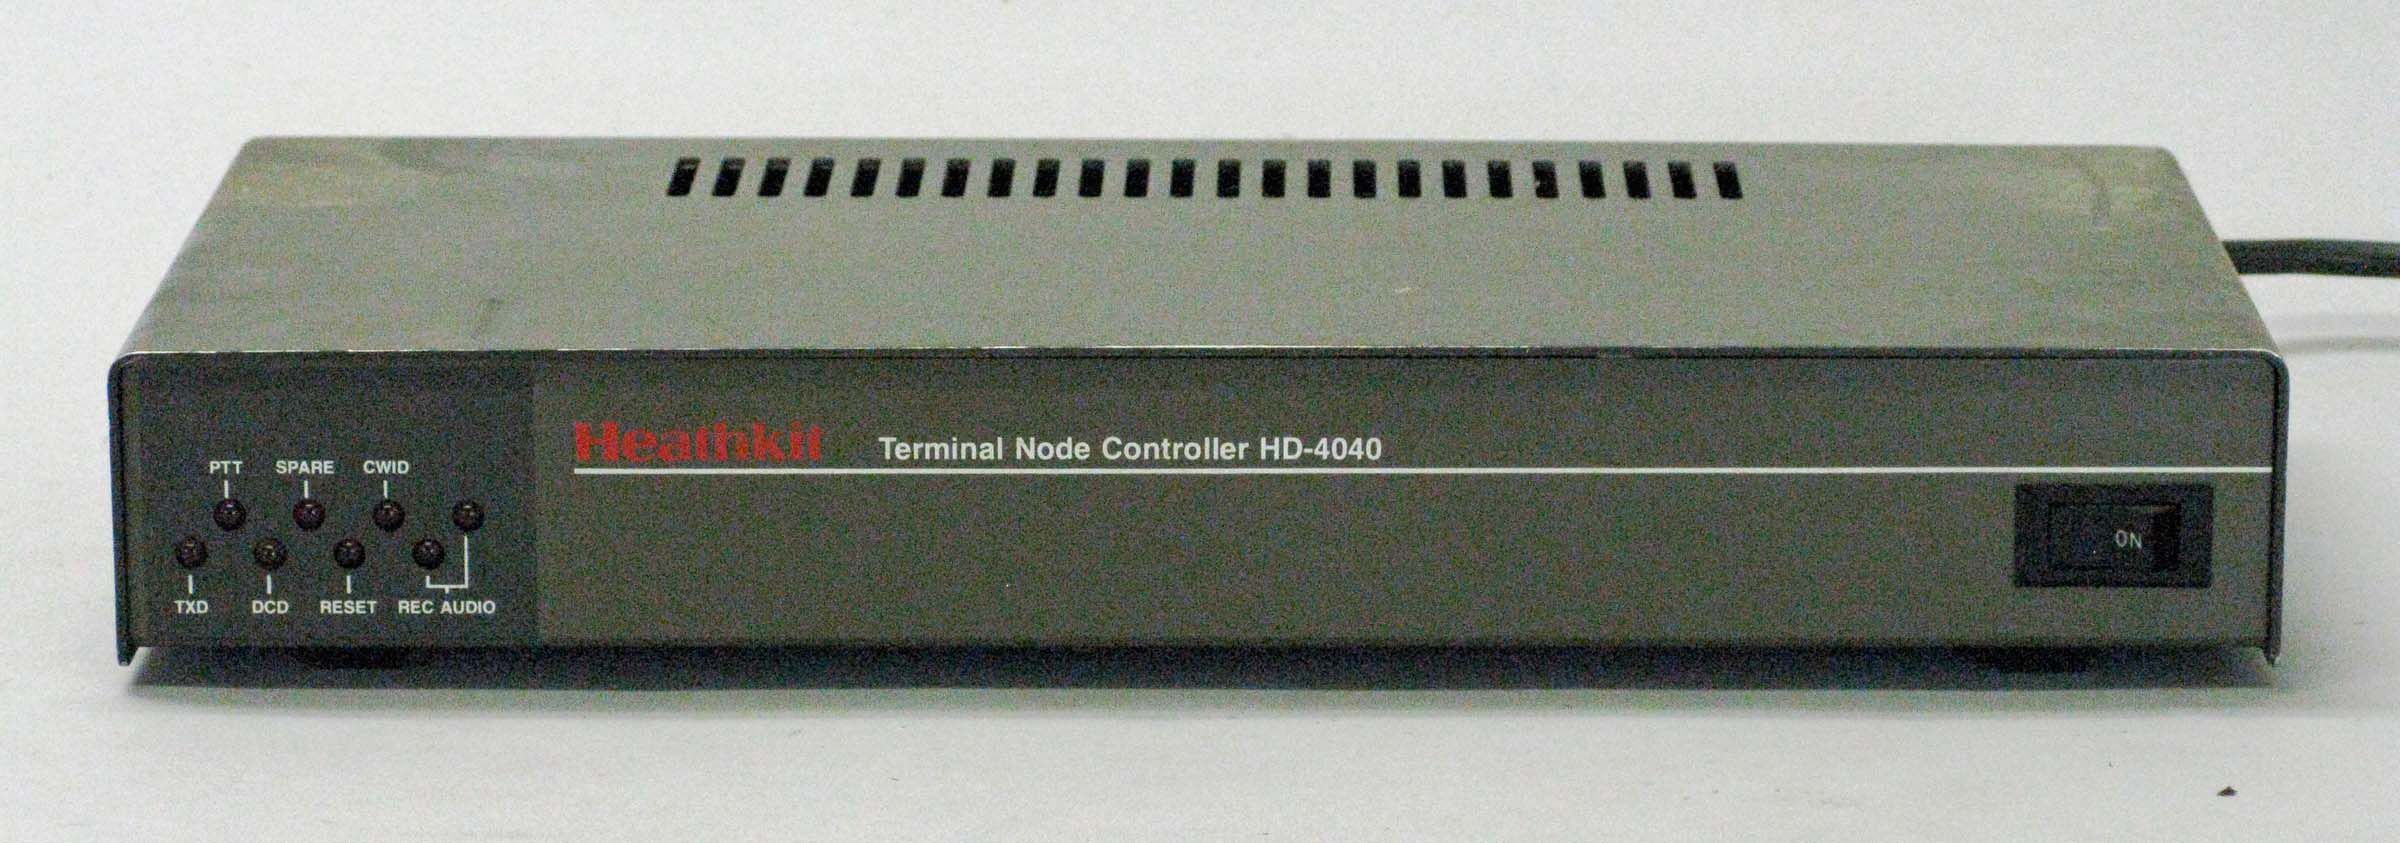 Heathkit Terminal Node Controller HD-4040
PTT SPARE CWID
TXD DCD RESET REC AUDIO
ON